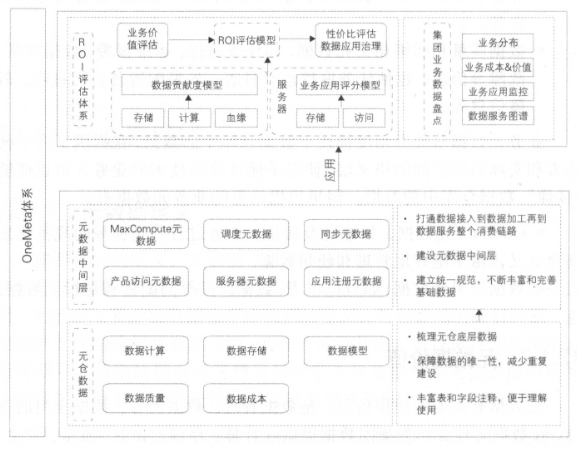 OneMeta体系
ROI评估体系
业务价
值评估
ROI评估模型
性价比评估
数据应用治理
数据贡献度模型
存储
计算
血缘
服务器
业务应用评分模型
存储
访问
集团业务数据盘点
业务分布
业务成本&价值
业务应用监控
数据服务图谱
应用
元数据中间层
MaxCompute元
数据
调度元数据
同步元数据
产品访问元数据
服务器元数据
应用注册元数据
• 打通数据接入到数据加工再到
数据服务整个消费链路
• 建设元数据中间层
• 建立统一规范，不断丰富和完善
基础数据
元仓数据
数据计算
数据存储
数据模型
数据质量
数据成本
• 梳理元仓底层数据
• 保障数据的唯一性，减少重复
建设
• 丰富表和字段注释，便于理解
使用